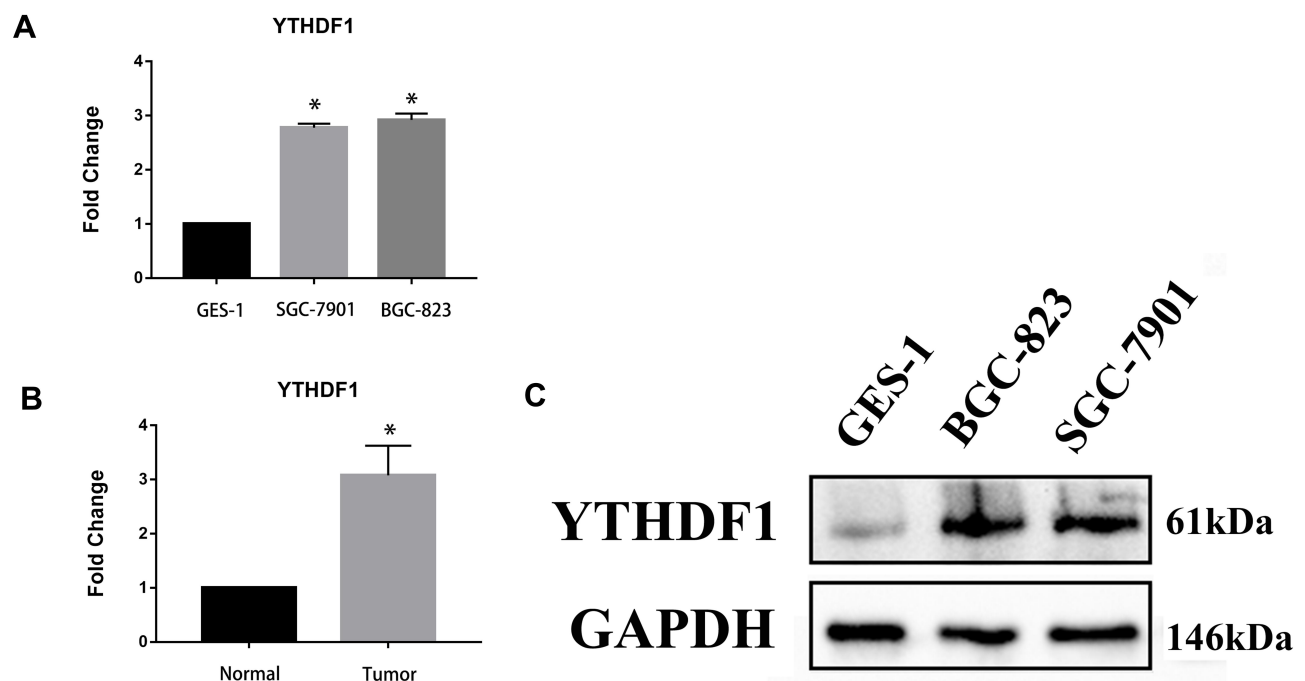 A
YTHDF1
Fold Change
4
3
2
1
0
*
*
GES-1 SGC-7901 BGC-823
B
YTHDF1
Fold Change
4
3
2
1
0
*
Normal Tumor
C
GES-1 BGC-823 SGC-7901
YTHDF1 61kDa
GAPDH 146kDa